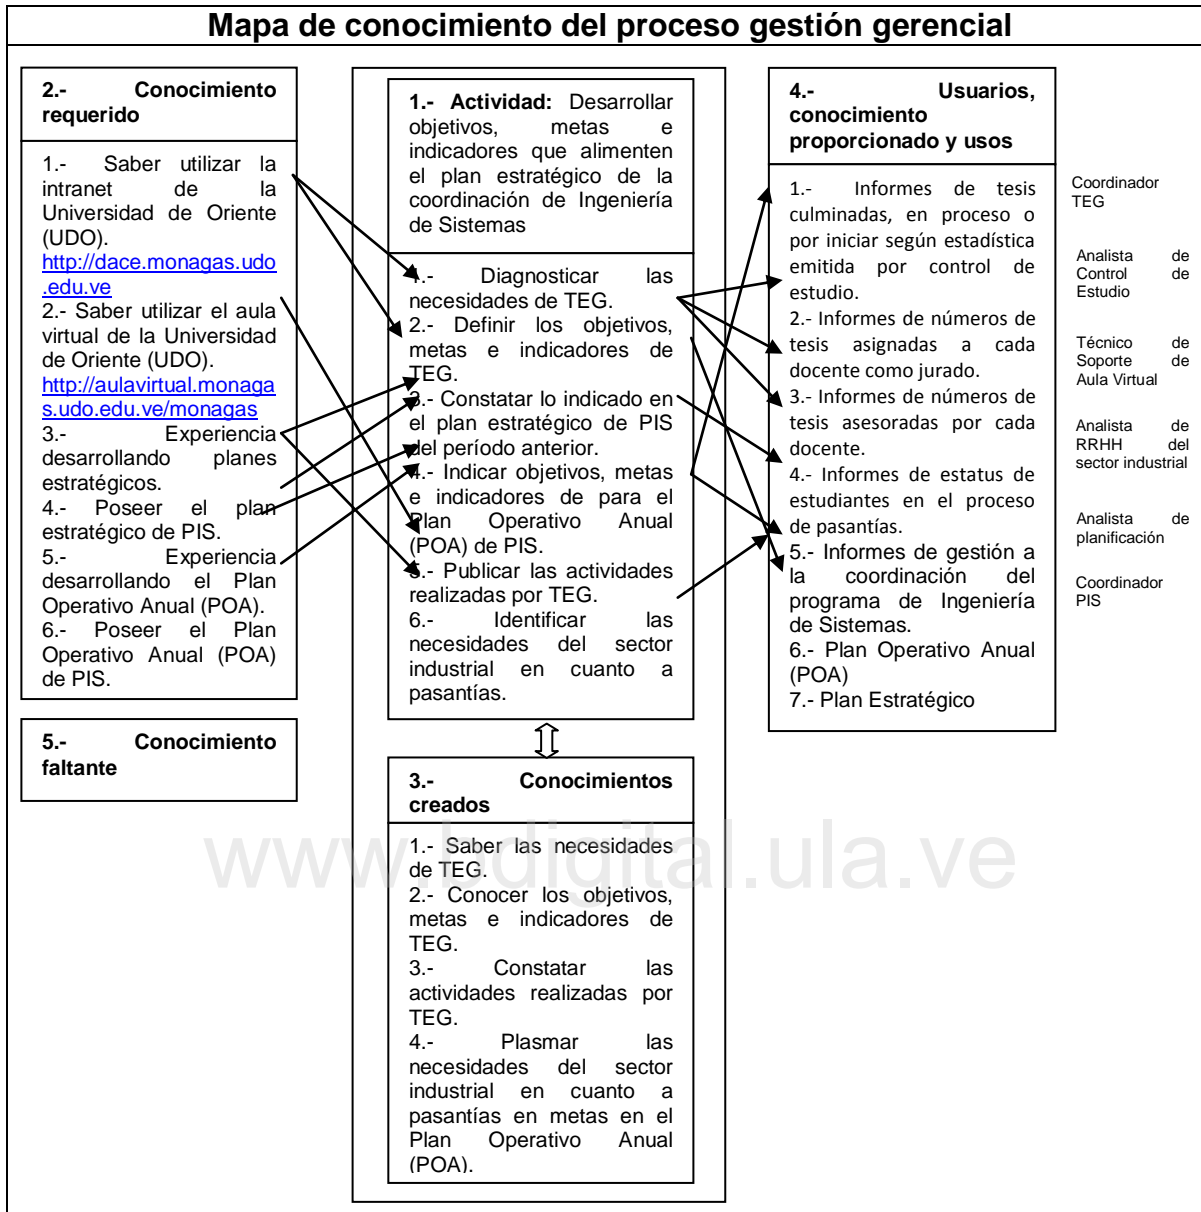 Mapa de conocimiento del proceso gestión gerencial
2.- Conocimiento
requerido
1.- Saber utilizar la
intranet de la
Universidad de Oriente
(UDO).
http://dace.monagas.udo
.edu.ve
2.- Saber utilizar el aula
virtual de la Universidad
de Oriente (UDO).
http://aulavirtual.monaga
s.udo.edu.ve/monagas
3.- Experiencia
desarrollando planes
estratégicos.
4.- Poseer el plan
estratégico de PIS.
5.- Experiencia
desarrollando el Plan
Operativo Anual (POA).
6.- Poseer el Plan
Operativo Anual (POA)
de PIS.
5.- Conocimiento
faltante
1.- Actividad: Desarrollar
objetivos, metas e
indicadores que alimenten
el plan estratégico de la
coordinación de Ingeniería
de Sistemas
1.- Diagnosticar las
necesidades de TEG.
2.- Definir los objetivos,
metas e indicadores de
TEG.
3.- Constatar lo indicado en
el plan estratégico de PIS
del período anterior.
4.- Indicar objetivos, metas
e indicadores de para el
Plan Operativo Anual
(POA) de PIS.
5.- Publicar las actividades
realizadas por TEG.
6.- Identificar las
necesidades del sector
industrial en cuanto a
pasantías.
3.- Conocimientos
creados
1.- Saber las necesidades
de TEG.
2.- Conocer los objetivos,
metas e indicadores de
TEG.
3.- Constatar las
actividades realizadas por
TEG.
4.- Plasmar las
necesidades del sector
industrial en cuanto a
pasantías en metas en el
Plan Operativo Anual
(POA).
4.- Usuarios,
conocimiento
proporcionado y usos
1.- Informes de tesis
culminadas, en proceso o
por iniciar según estadística
emitida por control de
estudio.
2.- Informes de números de
tesis asignadas a cada
docente como jurado.
3.- Informes de números de
tesis asesoradas por cada
docente.
4.- Informes de estatus de
estudiantes en el proceso
de pasantías.
5.- Informes de gestión a
la coordinación del
programa de Ingeniería
de Sistemas.
6.- Plan Operativo Anual
(POA)
7.- Plan Estratégico
Coordinador
TEG
Analista de
Control de
Estudio
Técnico de
Soporte de
Aula Virtual
Analista de
RRHH del
sector industrial
Analista de
planificación
Coordinador
PIS
www.bdigital.ula.ve